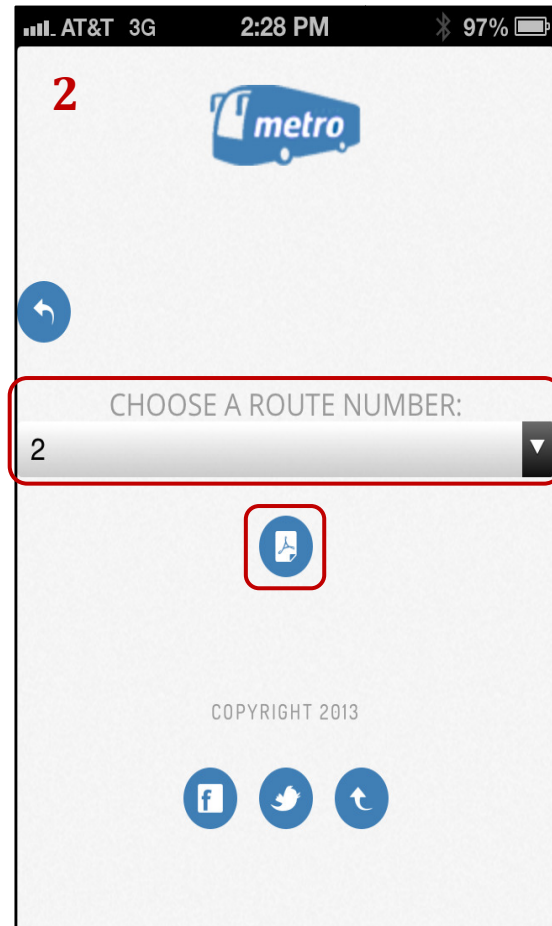 AT&T 3G 2:28 PM 97%
2
metro
CHOOSE A ROUTE NUMBER:
2
COPYRIGHT 2013